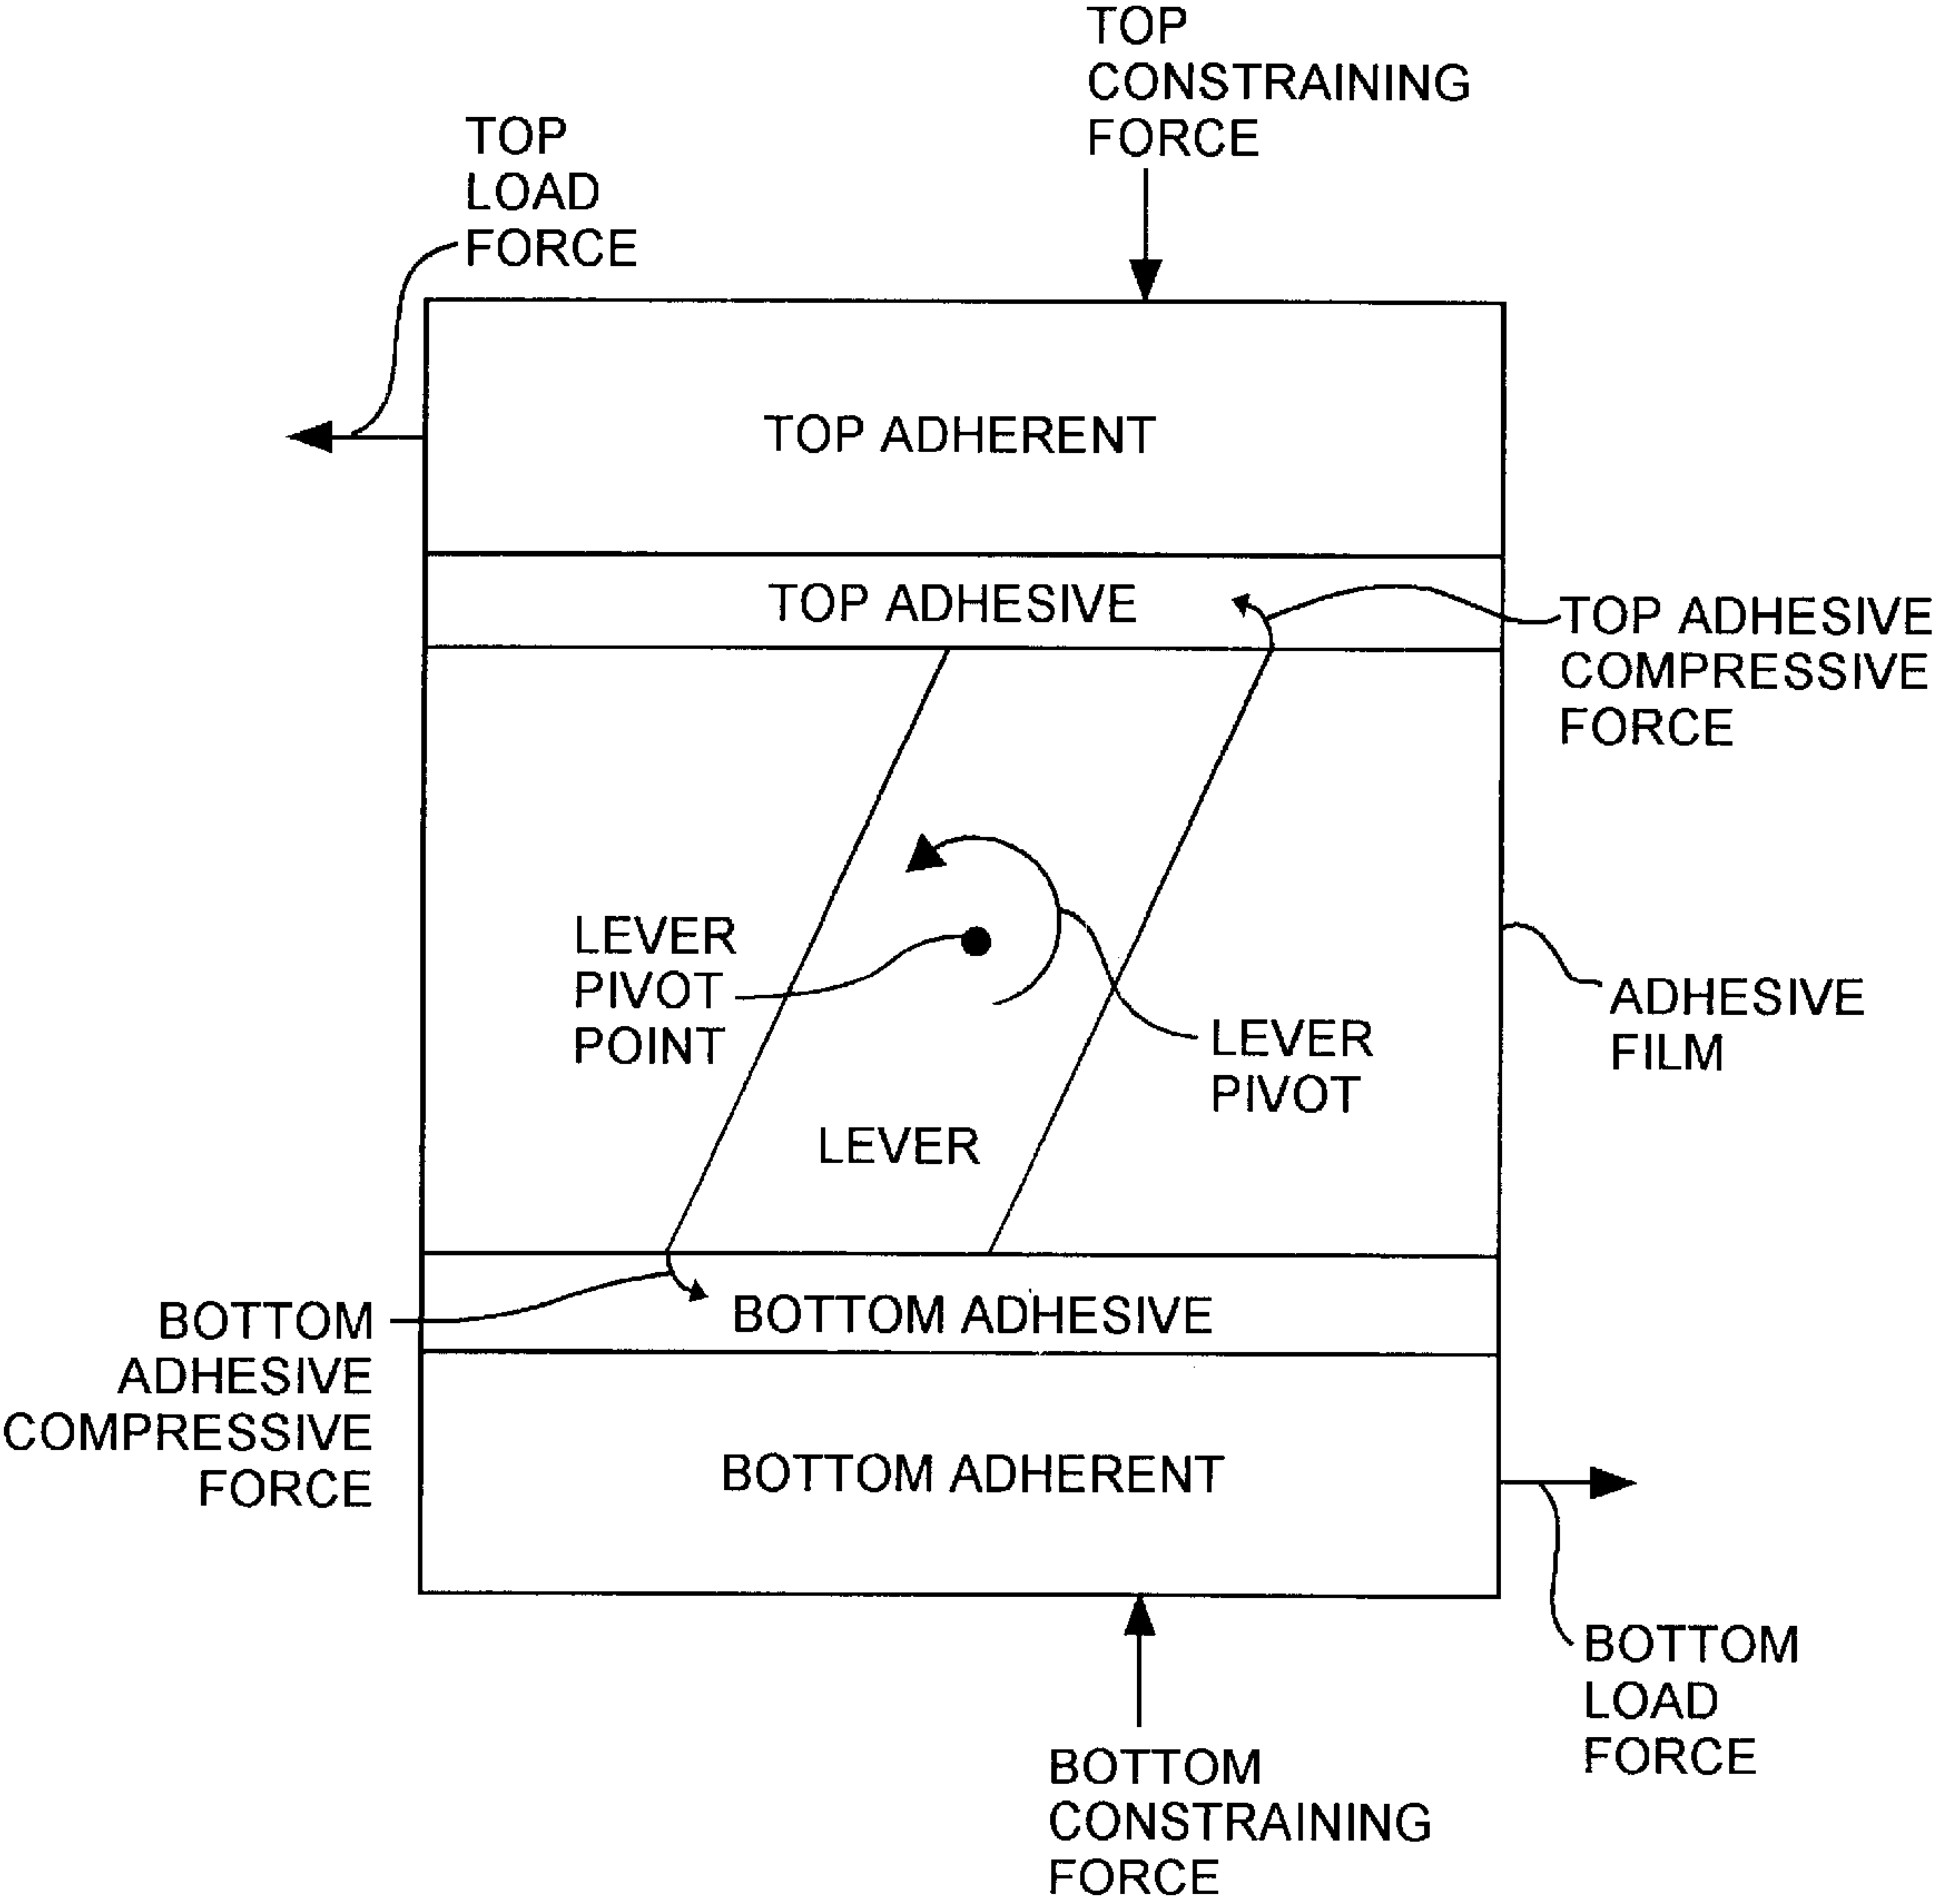 TOP
CONSTRAINING
FORCE
TOP
LOAD
FORCE
TOP ADHERENT
TOP ADHESIVE
TOP ADHESIVE
COMPRESSIVE
FORCE
LEVER
PIVOT
POINT
ADHESIVE
FILM
LEVER
PIVOT
LEVER
BOTTOM ADHESIVE
BOTTOM
ADHESIVE
COMPRESSIVE
FORCE
BOTTOM ADHERENT
BOTTOM
LOAD
FORCE
BOTTOM
CONSTRAINING
FORCE